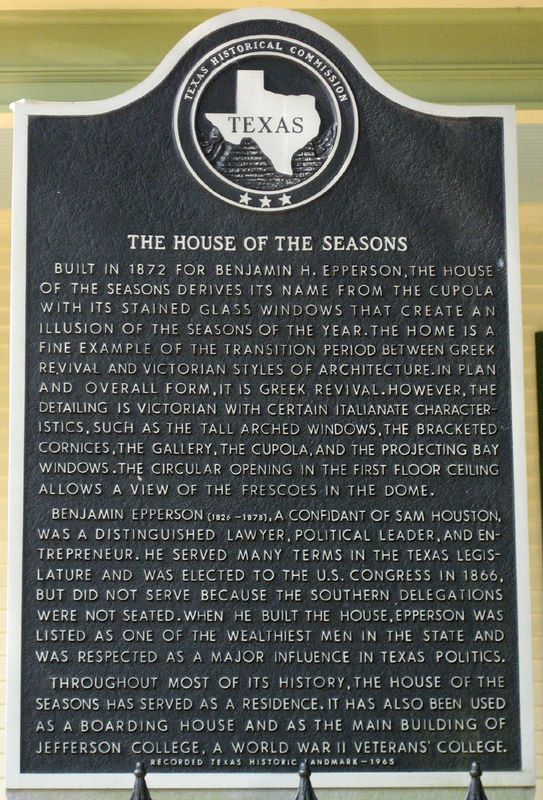 TEXAS HISTORICAL COMMISSION
TEXAS
THE HOUSE OF THE SEASONS
BUILT IN 1872 FOR BENJAMIN H. EPPERSON, THE HOUSE
OF THE SEASONS DERIVES ITS NAME FROM THE CUPOLA
WITH ITS STAINED GLASS WINDOWS THAT CREATE AN
ILLUSION OF THE SEASONS OF THE YEAR. THE HOME IS A
FINE EXAMPLE OF THE TRANSITION PERIOD BETWEEN GREEK
REVIVAL AND VICTORIAN STYLES OF ARCHITECTURE. IN PLAN
AND OVERALL FORM, IT IS GREEK REVIVAL. HOWEVER, THE
DETAILING IS VICTORIAN WITH CERTAIN ITALIANATE CHARACTER-
ISTICS, SUCH AS THE TALL ARCHED WINDOWS, THE BRACKETED
CORNICES, THE GALLERY, THE CUPOLA, AND THE PROJECTING BAY
WINDOWS. THE CIRCULAR OPENING IN THE FIRST FLOOR CEILING
ALLOWS A VIEW OF THE FRESCOES IN THE DOME.
BENJAMIN EPPERSON (1826-1878), A CONFIDANT OF SAM HOUSTON,
WAS A DISTINGUISHED LAWYER, POLITICAL LEADER, AND EN-
TREPRENEUR. HE SERVED MANY TERMS IN THE TEXAS LEGIS-
LATURE AND WAS ELECTED TO THE U.S. CONGRESS IN 1866,
BUT DID NOT SERVE BECAUSE THE SOUTHERN DELEGATIONS
WERE NOT SEATED. WHEN HE BUILT THE HOUSE, EPPERSON WAS
LISTED AS ONE OF THE WEALTHIEST MEN IN THE STATE AND
WAS RESPECTED AS A MAJOR INFLUENCE IN TEXAS POLITICS.
THROUGHOUT MOST OF ITS HISTORY, THE HOUSE OF THE
SEASONS HAS SERVED AS A RESIDENCE. IT HAS ALSO BEEN USED
AS A BOARDING HOUSE AND AS THE MAIN BUILDING OF
JEFFERSON COLLEGE, A WORLD WAR II VETERANS' COLLEGE.
RECORDED TEXAS HISTORIC LANDMARK - 1965